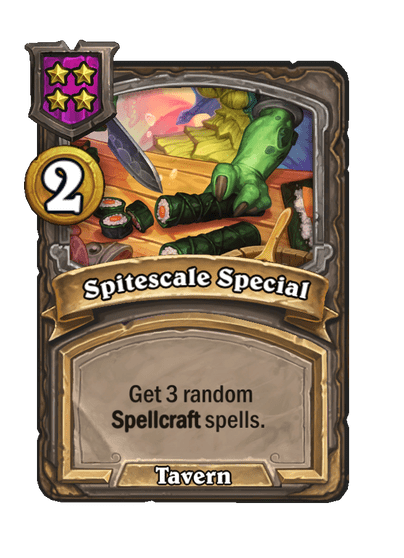 2
Spitescale Special
Get 3 random
Spellcraft spells.
Tavern